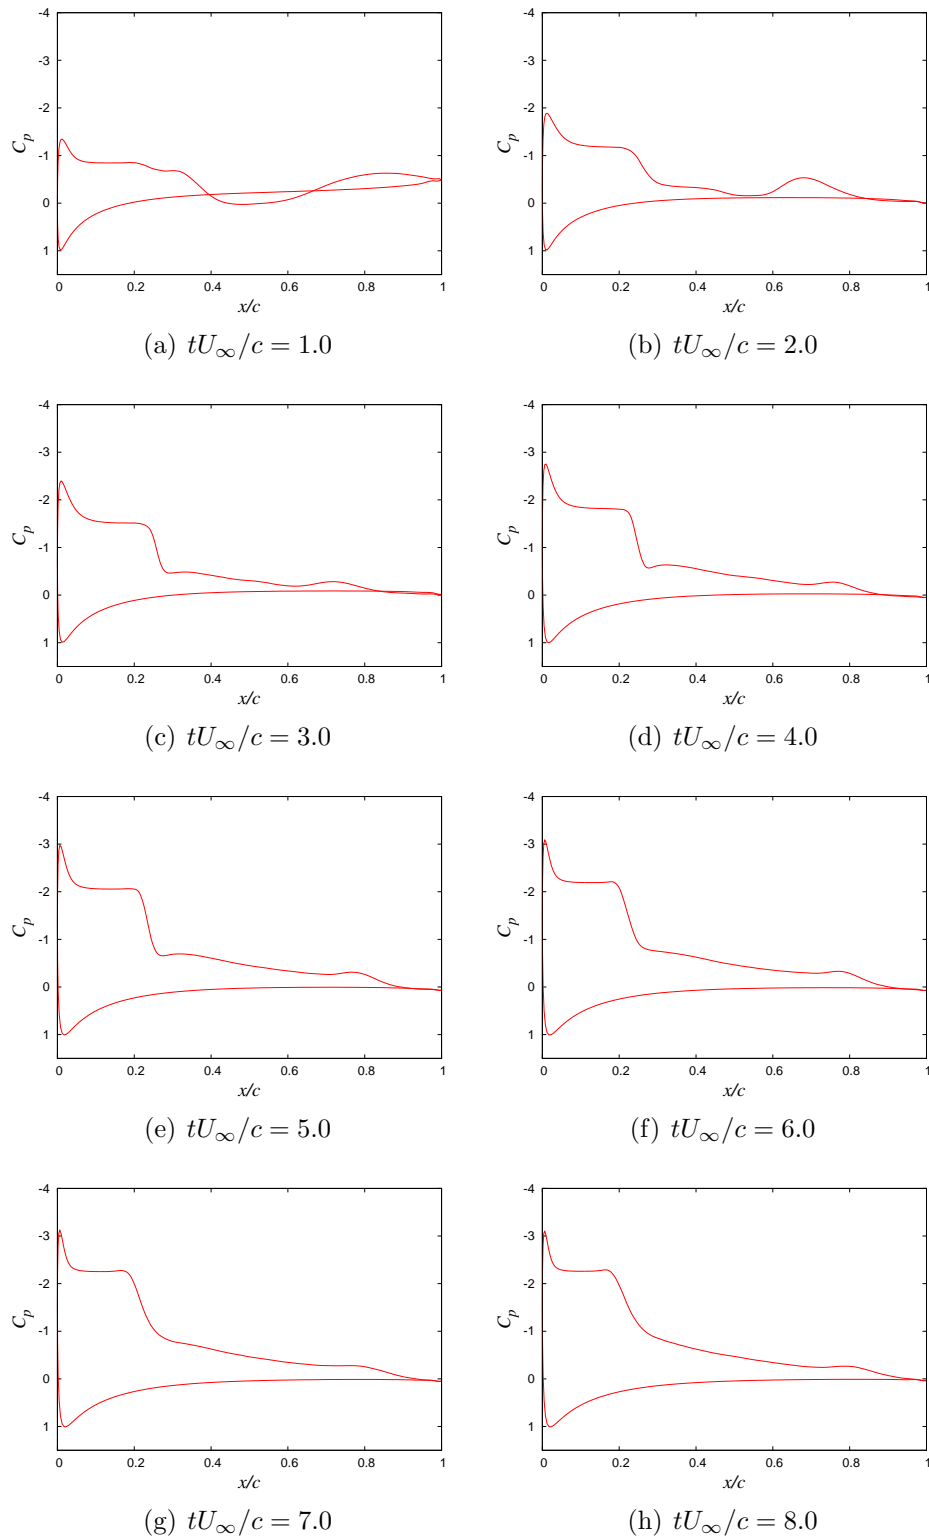 -4 -4
-3 -3
-2 -2
C_p -1 C_p -1
0 0
1 1
0 0.2 0.4 0.6 0.8 1 0 0.2 0.4 0.6 0.8 1
x/c x/c
(a) tU∞/c = 1.0 (b) tU∞/c = 2.0
-4 -4
-3 -3
-2 -2
C_p -1 C_p -1
0 0
1 1
0 0.2 0.4 0.6 0.8 1 0 0.2 0.4 0.6 0.8 1
x/c x/c
(c) tU∞/c = 3.0 (d) tU∞/c = 4.0
-4 -4
-3 -3
-2 -2
C_p -1 C_p -1
0 0
1 1
0 0.2 0.4 0.6 0.8 1 0 0.2 0.4 0.6 0.8 1
x/c x/c
(e) tU∞/c = 5.0 (f) tU∞/c = 6.0
-4 -4
-3 -3
-2 -2
C_p -1 C_p -1
0 0
1 1
0 0.2 0.4 0.6 0.8 1 0 0.2 0.4 0.6 0.8 1
x/c x/c
(g) tU∞/c = 7.0 (h) tU∞/c = 8.0